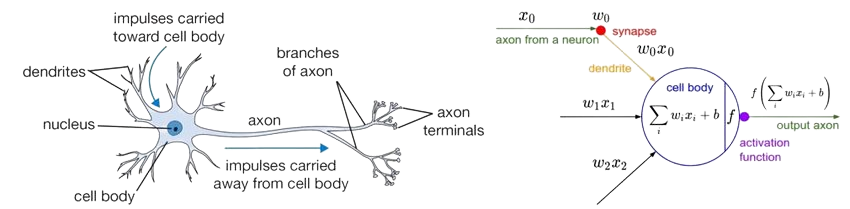 impulses carried
toward cell body
dendrites
nucleus
cell body
branches
of axon
axon
axon
terminals
impulses carried
away from cell body
x₀
w₀
synapse
axon from a neuron
w₀x₀
dendrite
cell body
w₁x₁
∑ᵢ wᵢxᵢ + b
f
f(∑ᵢ wᵢxᵢ + b)
output axon
activation
function
w₂x₂